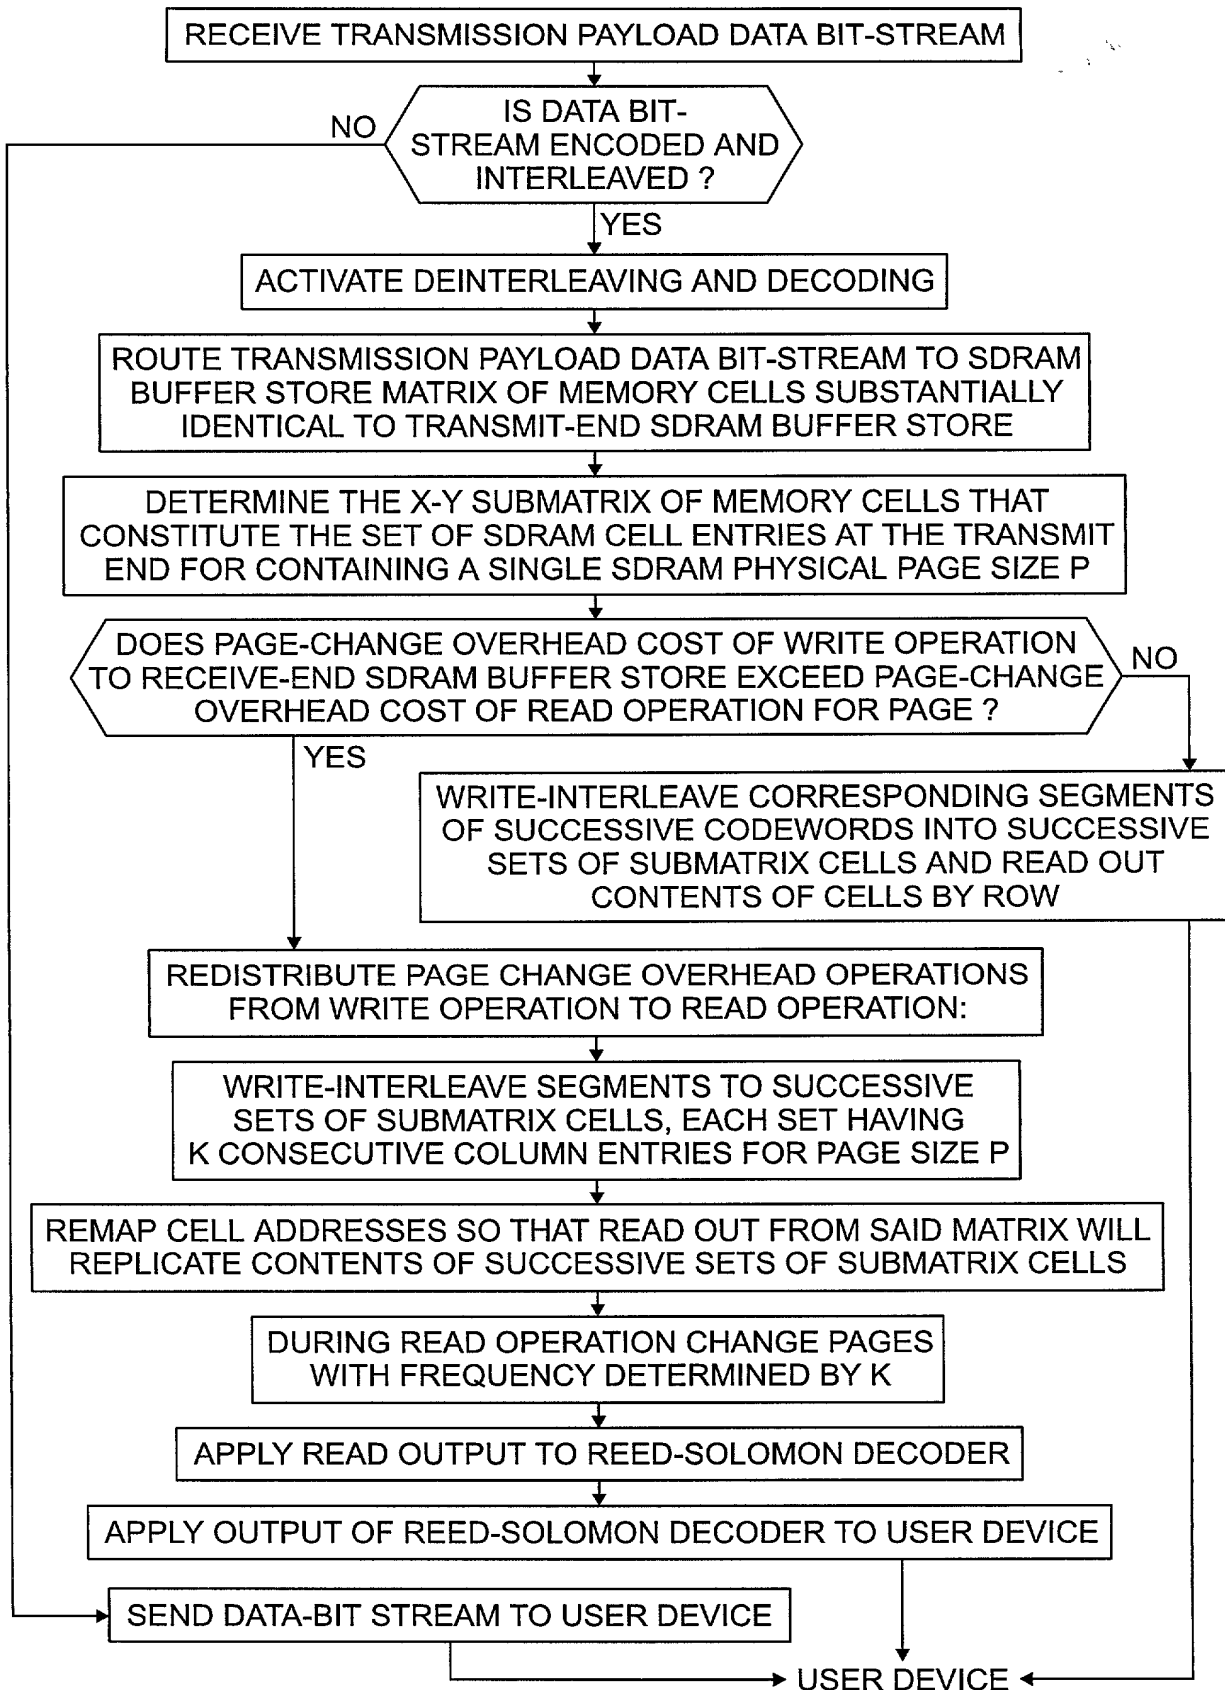 RECEIVE TRANSMISSION PAYLOAD DATA BIT-STREAM
IS DATA BIT-
STREAM ENCODED AND
INTERLEAVED ?
NO
YES
ACTIVATE DEINTERLEAVING AND DECODING
ROUTE TRANSMISSION PAYLOAD DATA BIT-STREAM TO SDRAM
BUFFER STORE MATRIX OF MEMORY CELLS SUBSTANTIALLY
IDENTICAL TO TRANSMIT-END SDRAM BUFFER STORE
DETERMINE THE X-Y SUBMATRIX OF MEMORY CELLS THAT
CONSTITUTE THE SET OF SDRAM CELL ENTRIES AT THE TRANSMIT
END FOR CONTAINING A SINGLE SDRAM PHYSICAL PAGE SIZE P
DOES PAGE-CHANGE OVERHEAD COST OF WRITE OPERATION
TO RECEIVE-END SDRAM BUFFER STORE EXCEED PAGE-CHANGE
OVERHEAD COST OF READ OPERATION FOR PAGE ?
NO
YES
WRITE-INTERLEAVE CORRESPONDING SEGMENTS
OF SUCCESSIVE CODEWORDS INTO SUCCESSIVE
SETS OF SUBMATRIX CELLS AND READ OUT
CONTENTS OF CELLS BY ROW
REDISTRIBUTE PAGE CHANGE OVERHEAD OPERATIONS
FROM WRITE OPERATION TO READ OPERATION:
WRITE-INTERLEAVE SEGMENTS TO SUCCESSIVE
SETS OF SUBMATRIX CELLS, EACH SET HAVING
K CONSECUTIVE COLUMN ENTRIES FOR PAGE SIZE P
REMAP CELL ADDRESSES SO THAT READ OUT FROM SAID MATRIX WILL
REPLICATE CONTENTS OF SUCCESSIVE SETS OF SUBMATRIX CELLS
DURING READ OPERATION CHANGE PAGES
WITH FREQUENCY DETERMINED BY K
APPLY READ OUTPUT TO REED-SOLOMON DECODER
APPLY OUTPUT OF REED-SOLOMON DECODER TO USER DEVICE
SEND DATA-BIT STREAM TO USER DEVICE
USER DEVICE